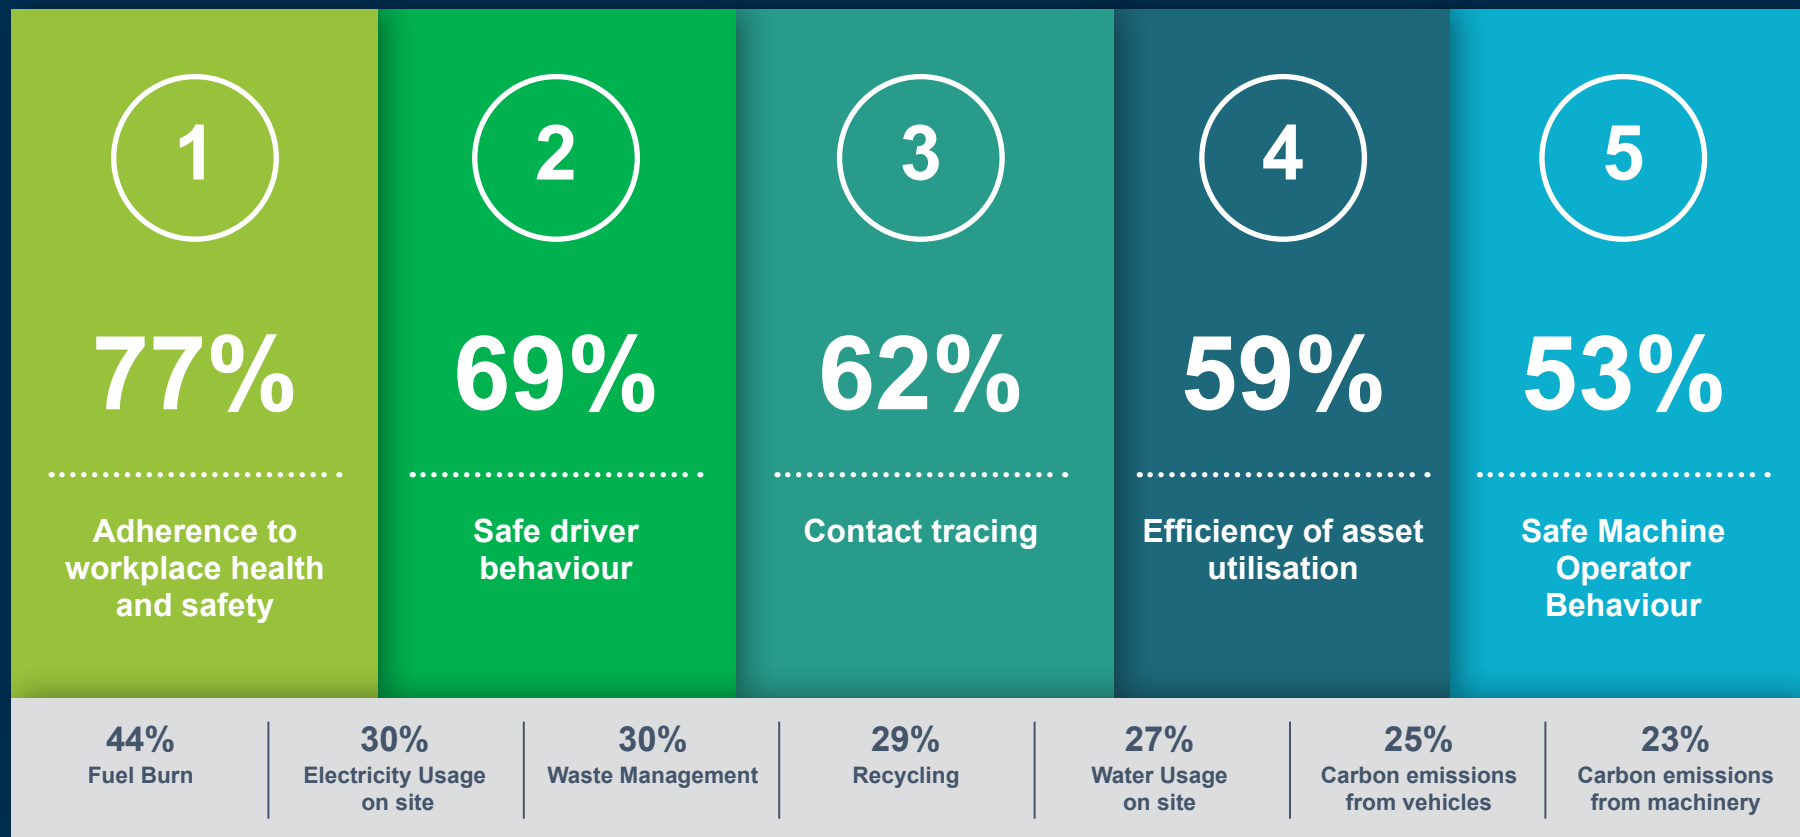 1
77%
Adherence to
workplace health
and safety
2
69%
Safe driver
behaviour
3
62%
Contact tracing
4
59%
Efficiency of asset
utilisation
5
53%
Safe Machine
Operator
Behaviour
44%
Fuel Burn
30%
Electricity Usage
on site
30%
Waste Management
29%
Recycling
27%
Water Usage
on site
25%
Carbon emissions
from vehicles
23%
Carbon emissions
from machinery